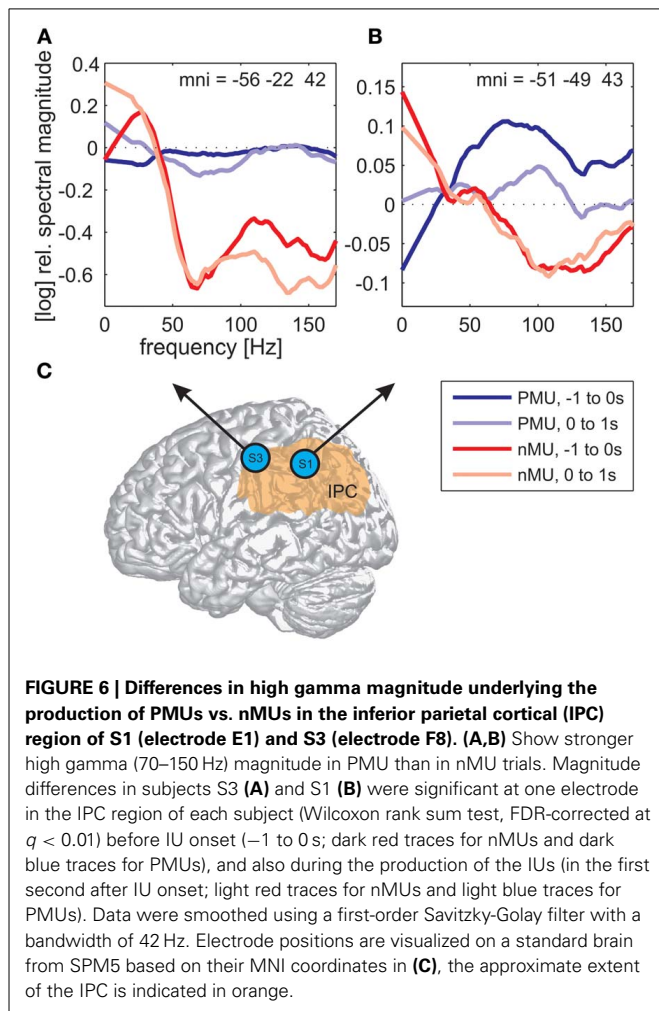 A
B
mni = -56 -22 42
mni = -51 -49 43
[log] rel. spectral magnitude
0.4
0.2
0
-0.2
-0.4
-0.6
0.15
0.1
0.05
0
-0.05
-0.1
0 50 100 150
0 50 100 150
frequency [Hz]
C
S3
S1
IPC
PMU, -1 to 0s
PMU, 0 to 1s
nMU, -1 to 0s
nMU, 0 to 1s
FIGURE 6 | Differences in high gamma magnitude underlying the
production of PMUs vs. nMUs in the inferior parietal cortical (IPC)
region of S1 (electrode E1) and S3 (electrode F8). (A,B) Show stronger
high gamma (70–150 Hz) magnitude in PMU than in nMU trials. Magnitude
differences in subjects S3 (A) and S1 (B) were significant at one electrode
in the IPC region of each subject (Wilcoxon rank sum test, FDR-corrected at
q < 0.01) before IU onset (−1 to 0 s; dark red traces for nMUs and dark
blue traces for PMUs), and also during the production of the IUs (in the first
second after IU onset; light red traces for nMUs and light blue traces for
PMUs). Data were smoothed using a first-order Savitzky-Golay filter with a
bandwidth of 42 Hz. Electrode positions are visualized on a standard brain
from SPM5 based on their MNI coordinates in (C), the approximate extent
of the IPC is indicated in orange.